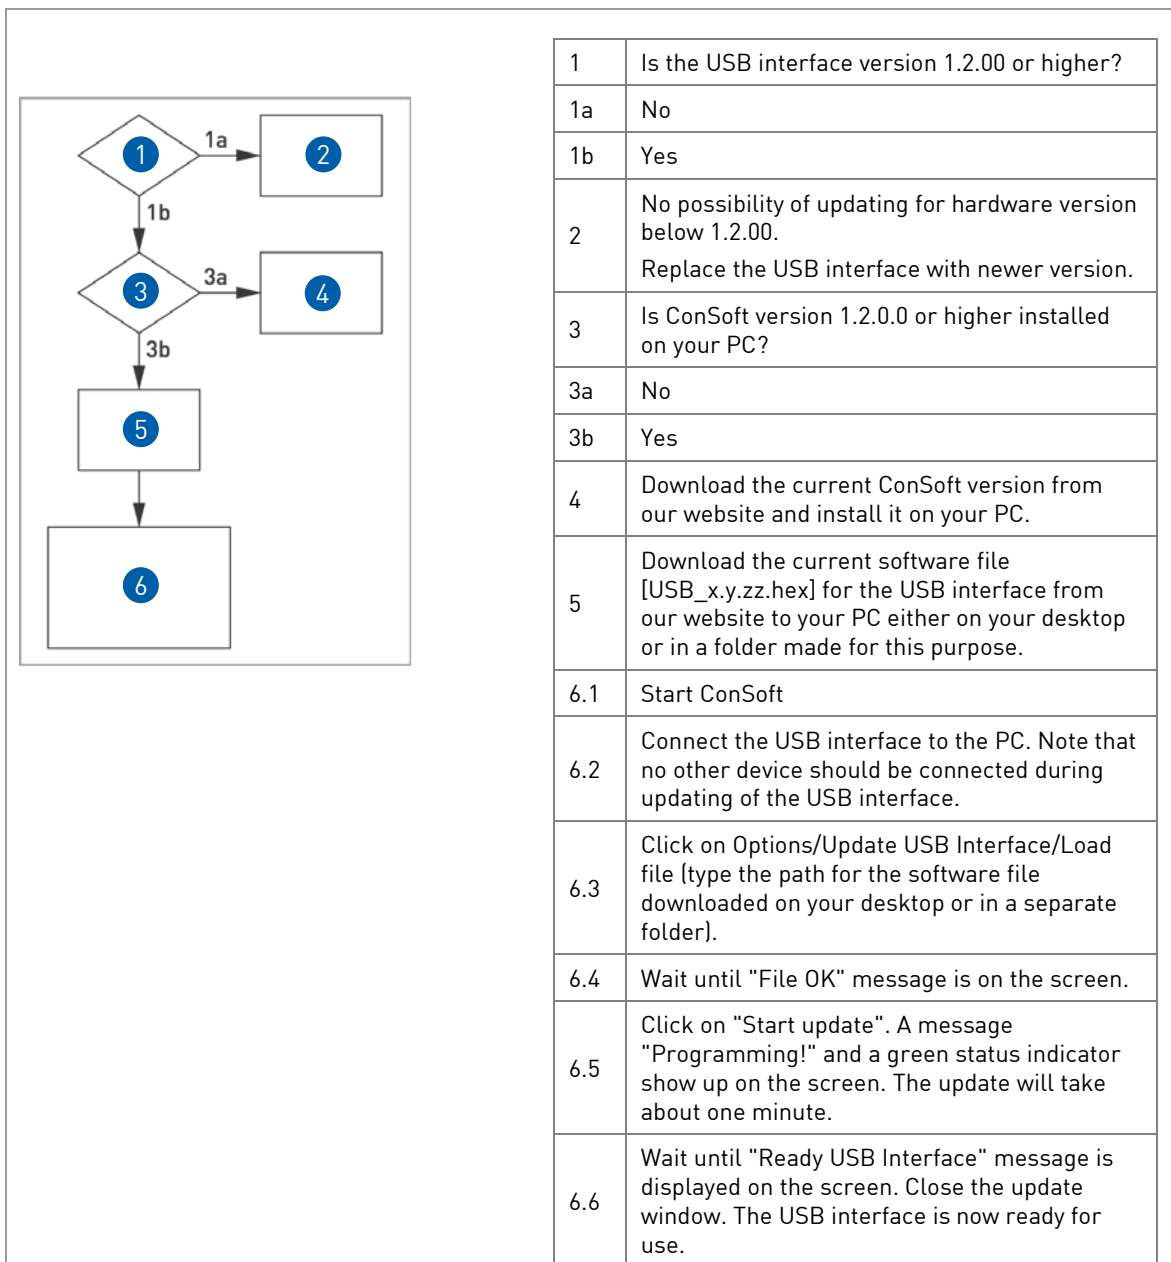 1 1a 2
1b
3 3a 4
3b
5
6
1 Is the USB interface version 1.2.00 or higher?
1a No
1b Yes
2 No possibility of updating for hardware version
below 1.2.00.
Replace the USB interface with newer version.
3 Is ConSoft version 1.2.0.0 or higher installed
on your PC?
3a No
3b Yes
4 Download the current ConSoft version from
our website and install it on your PC.
5 Download the current software file
[USB_x.y.zz.hex] for the USB interface from
our website to your PC either on your desktop
or in a folder made for this purpose.
6.1 Start ConSoft
6.2 Connect the USB interface to the PC. Note that
no other device should be connected during
updating of the USB interface.
6.3 Click on Options/Update USB Interface/Load
file (type the path for the software file
downloaded on your desktop or in a separate
folder).
6.4 Wait until "File OK" message is on the screen.
6.5 Click on "Start update". A message
"Programming!" and a green status indicator
show up on the screen. The update will take
about one minute.
6.6 Wait until "Ready USB Interface" message is
displayed on the screen. Close the update
window. The USB interface is now ready for
use.